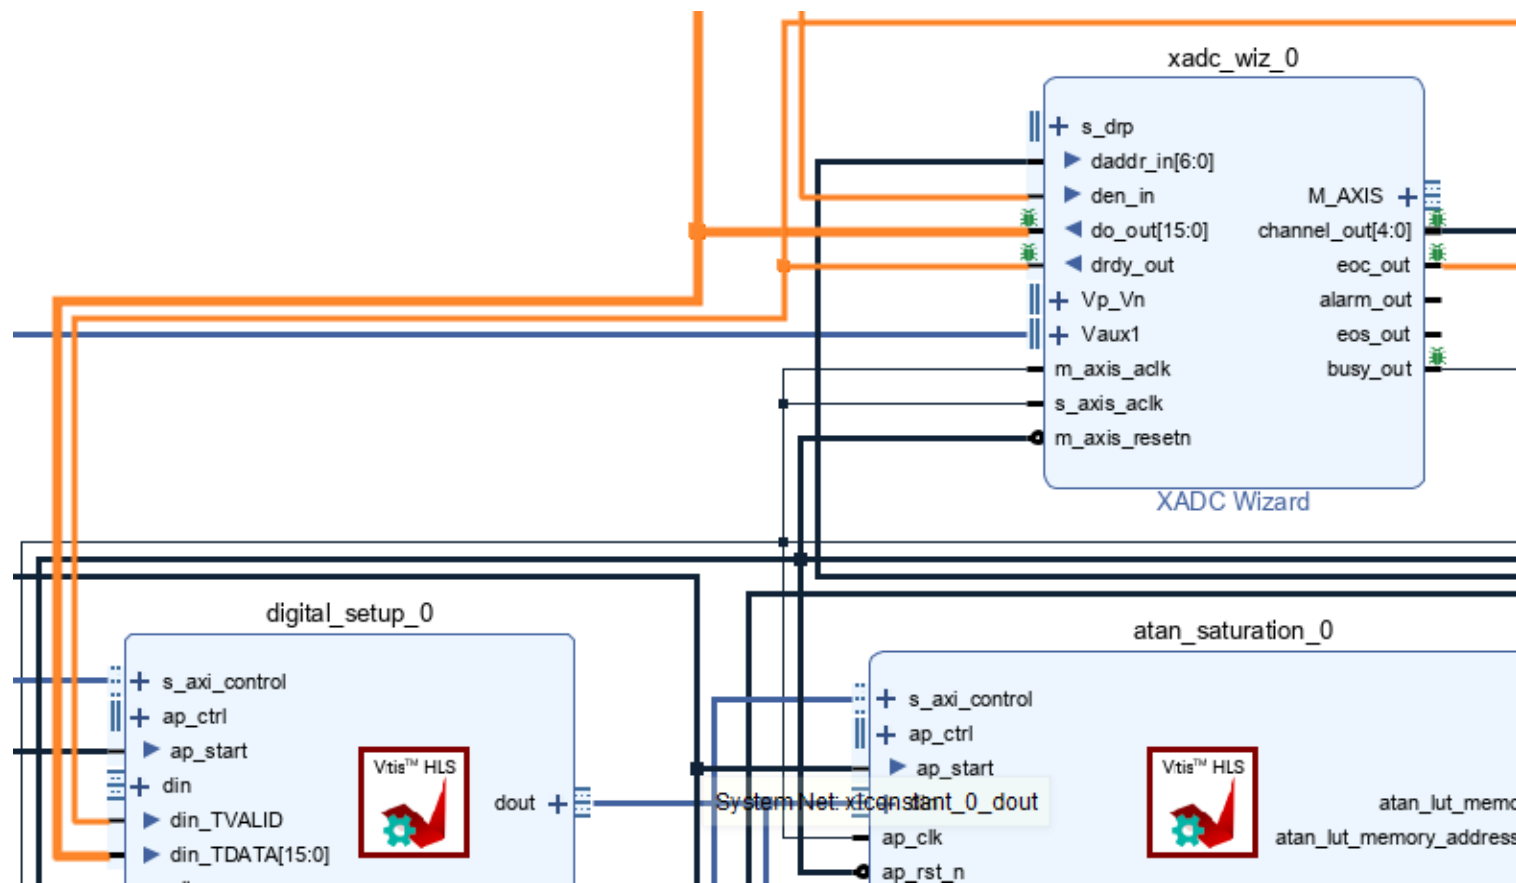 xadc_wiz_0
s_drp
daddr_in[6:0]
den_in
M_AXIS
do_out[15:0]
channel_out[4:0]
drdy_out
eoc_out
Vp_Vn
alarm_out
Vaux1
eos_out
m_axis_aclk
busy_out
s_axis_aclk
m_axis_resetn
XADC Wizard
digital_setup_0
s_axi_control
ap_ctrl
ap_start
din
din_TVALID
din_TDATA[15:0]
Vitis™ HLS
dout
atan_saturation_0
s_axi_control
ap_ctrl
ap_start
System Net: xlconstant_0_dout
ap_clk
ap_rst_n
Vitis™ HLS
atan_lut_memo
atan_lut_memory_address